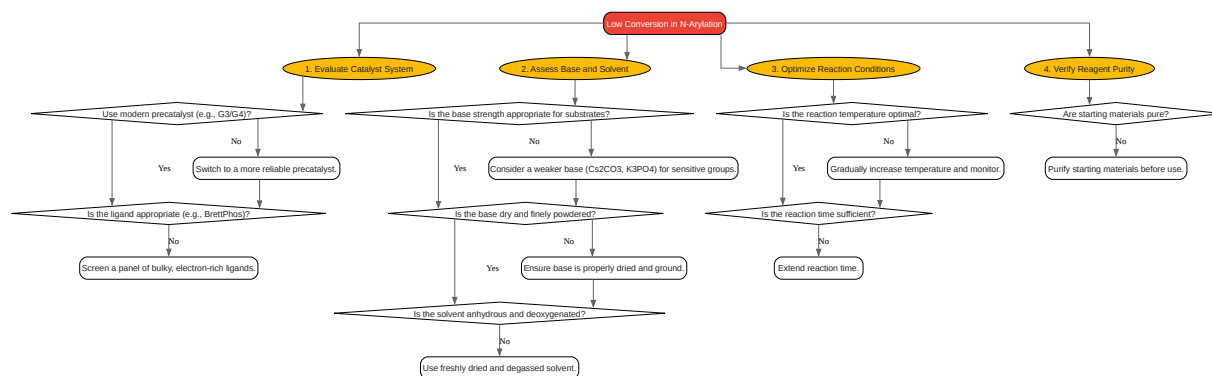 Low Conversion in N-Arylation
1. Evaluate Catalyst System
2. Assess Base and Solvent
3. Optimize Reaction Conditions
4. Verify Reagent Purity
Use modern precatalyst (e.g., G3/G4)?
Is the base strength appropriate for substrates?
Is the reaction temperature optimal?
Are starting materials pure?
No
No
No
No
Yes
Switch to a more reliable precatalyst.
Yes
Consider a weaker base (Cs2CO3, K3PO4) for sensitive groups.
Yes
Gradually increase temperature and monitor.
Purify starting materials before use.
Is the ligand appropriate (e.g., BrettPhos)?
Is the base dry and finely powdered?
Is the reaction time sufficient?
No
No
No
Screen a panel of bulky, electron-rich ligands.
Yes
Ensure base is properly dried and ground.
Extend reaction time.
Is the solvent anhydrous and deoxygenated?
No
Use freshly dried and degassed solvent.